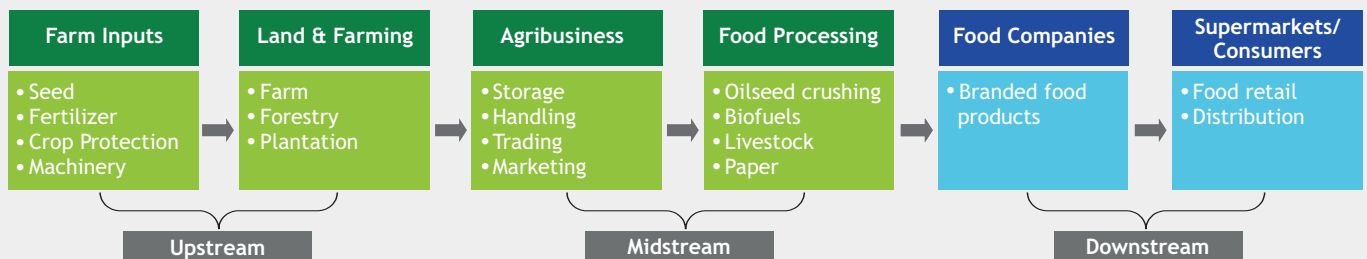 Farm Inputs
• Seed
• Fertilizer
• Crop Protection
• Machinery
Land & Farming
• Farm
• Forestry
• Plantation
Agribusiness
• Storage
• Handling
• Trading
• Marketing
Food Processing
• Oilseed crushing
• Biofuels
• Livestock
• Paper
Food Companies
• Branded food
products
Supermarkets/
Consumers
• Food retail
• Distribution
Upstream
Midstream
Downstream